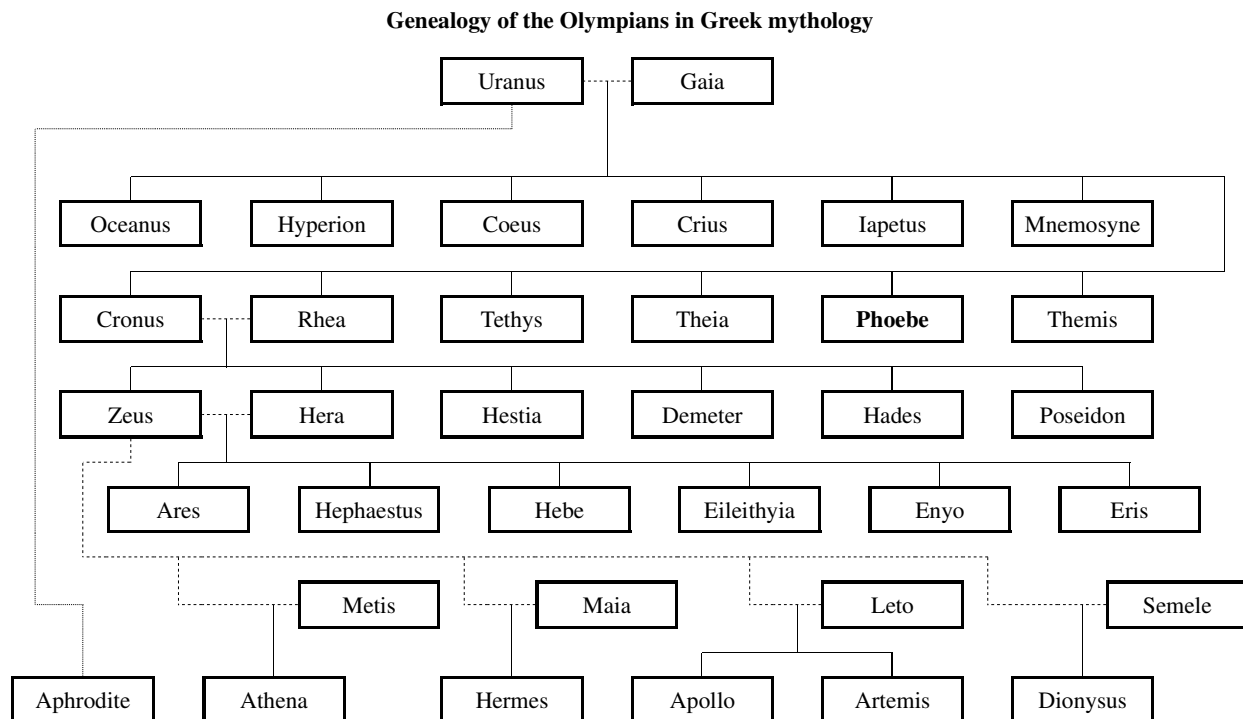 Genealogy of the Olympians in Greek mythology
Uranus Gaia
Oceanus Hyperion Coeus Crius Iapetus Mnemosyne
Cronus Rhea Tethys Theia Phoebe Themis
Zeus Hera Hestia Demeter Hades Poseidon
Ares Hephaestus Hebe Eileithyia Enyo Eris
Metis Maia Leto Semele
Aphrodite Athena Hermes Apollo Artemis Dionysus